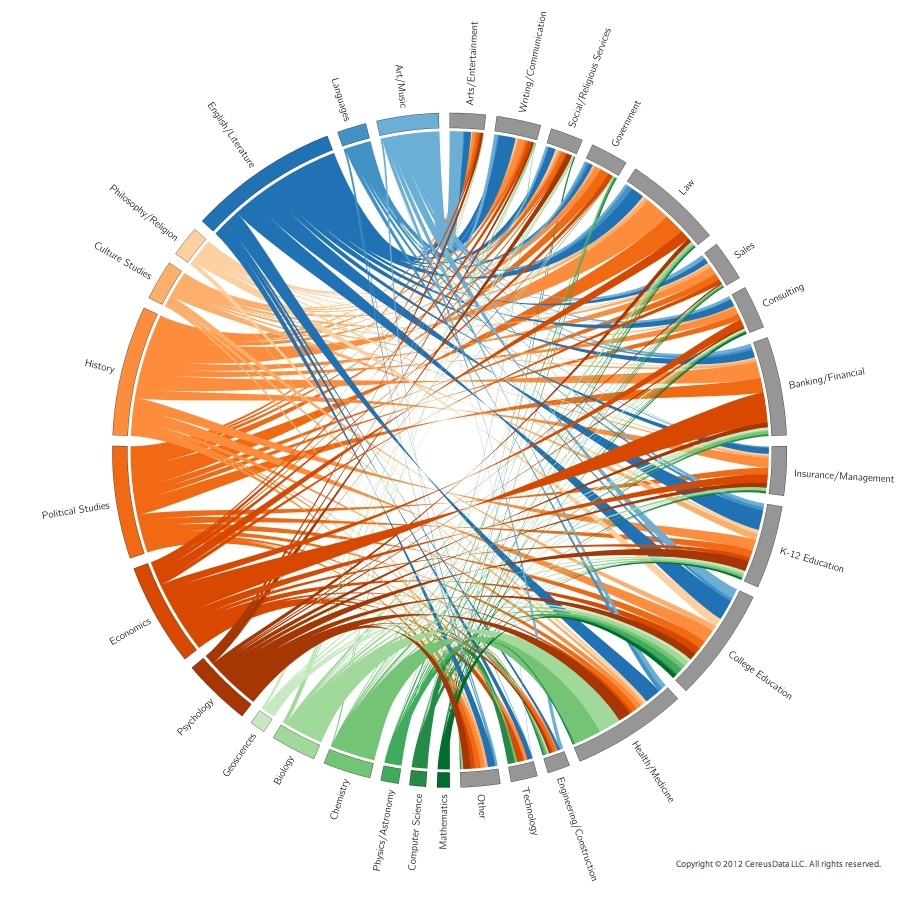 Arts/Entertainment
Writing/Communication
Social/Religious Services
Government
Law
Sales
Consulting
Banking/Financial
Insurance/Management
K-12 Education
College Education
Health/Medicine
Engineering/Construction
Technology
Other
Mathematics
Computer Science
Physics/Astronomy
Chemistry
Biology
Geosciences
Psychology
Economics
Political Studies
History
Culture Studies
Philosophy/Religion
English/Literature
Languages
Art/Music
Copyright © 2012 CereusData LLC. All rights reserved.